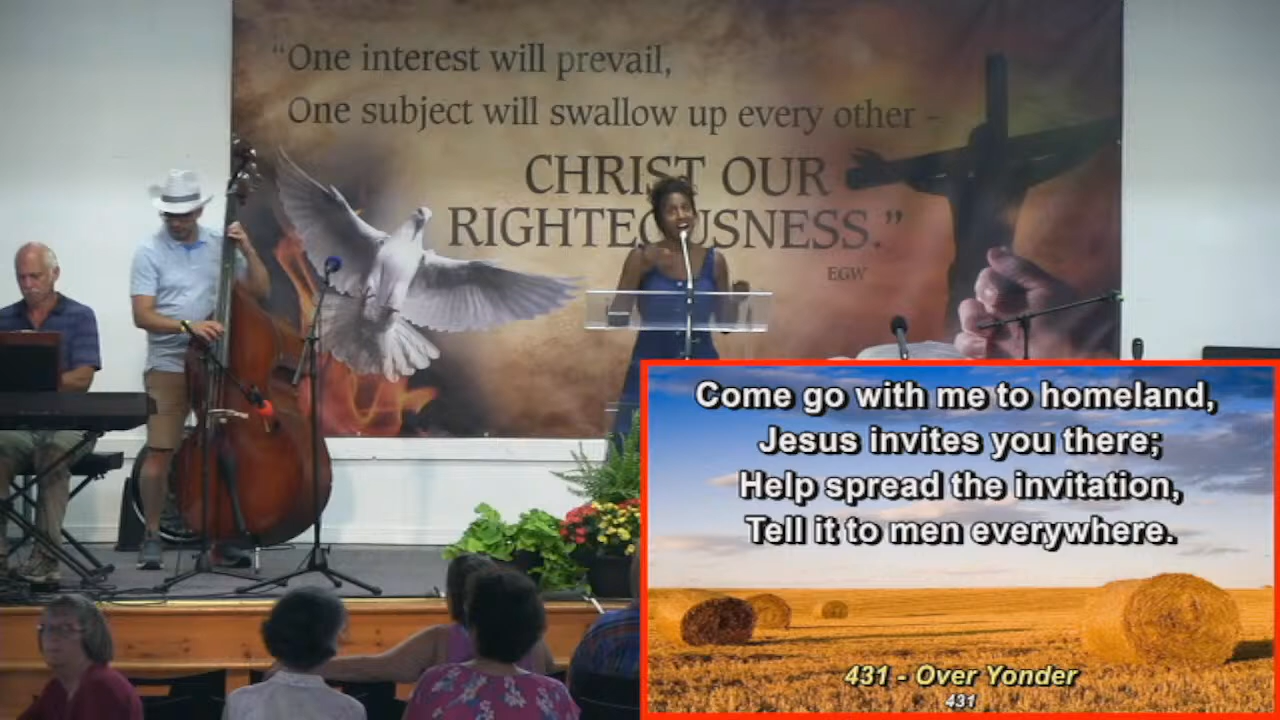 “One interest will prevail,
One subject will swallow up every other –
CHRIST OUR
RIGHTEOUSNESS.”
EGW
Come go with me to homeland,
Jesus invites you there;
Help spread the invitation,
Tell it to men everywhere.
431 - Over Yonder
431